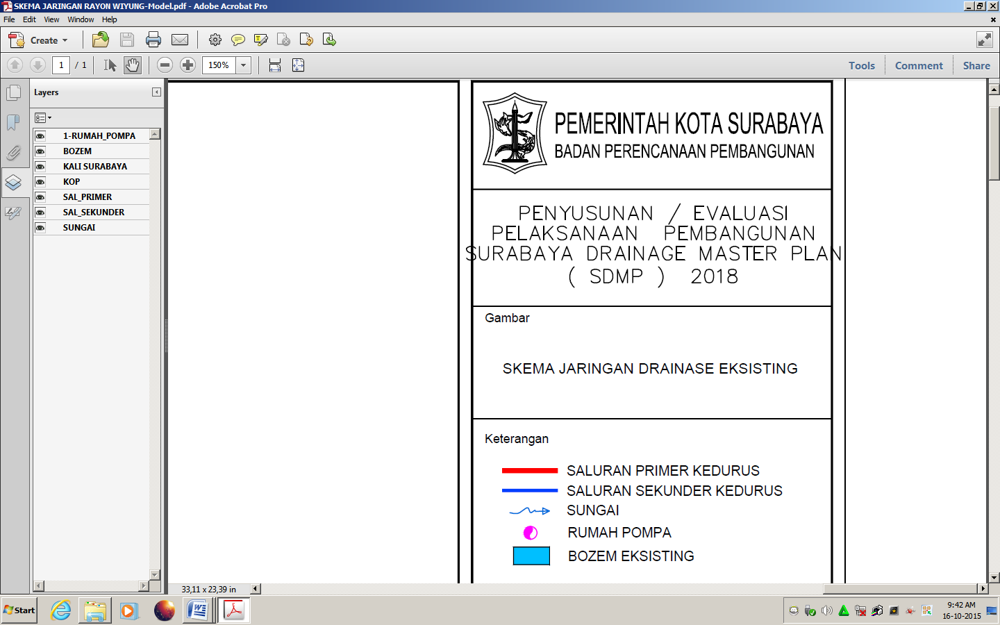 SKEMA JARINGAN RAYON WIYUNG-Model.pdf - Adobe Acrobat Pro
File Edit View Window Help
Create
1 / 1
150%
Tools Comment Share
Layers
1-RUMAH_POMPA
BOZEM
KALI SURABAYA
KOP
SAL_PRIMER
SAL_SEKUNDER
SUNGAI
PEMERINTAH KOTA SURABAYA
BADAN PERENCANAAN PEMBANGUNAN
PENYUSUNAN / EVALUASI
PELAKSANAAN PEMBANGUNAN
SURABAYA DRAINAGE MASTER PLAN
( SDMP ) 2018
Gambar
SKEMA JARINGAN DRAINASE EKSISTING
Keterangan
SALURAN PRIMER KEDURUS
SALURAN SEKUNDER KEDURUS
SUNGAI
RUMAH POMPA
BOZEM EKSISTING
33,11 x 23,39 in
Start
9:42 AM
16-10-2015